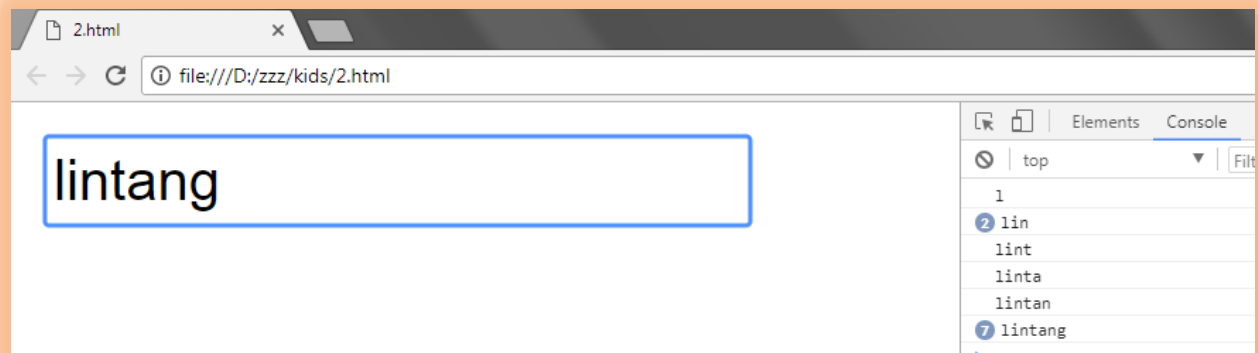 2.html
file:///D:/zzz/kids/2.html
lintang
Elements Console
top Filt
l
2 lin
lint
linta
lintan
7 lintang